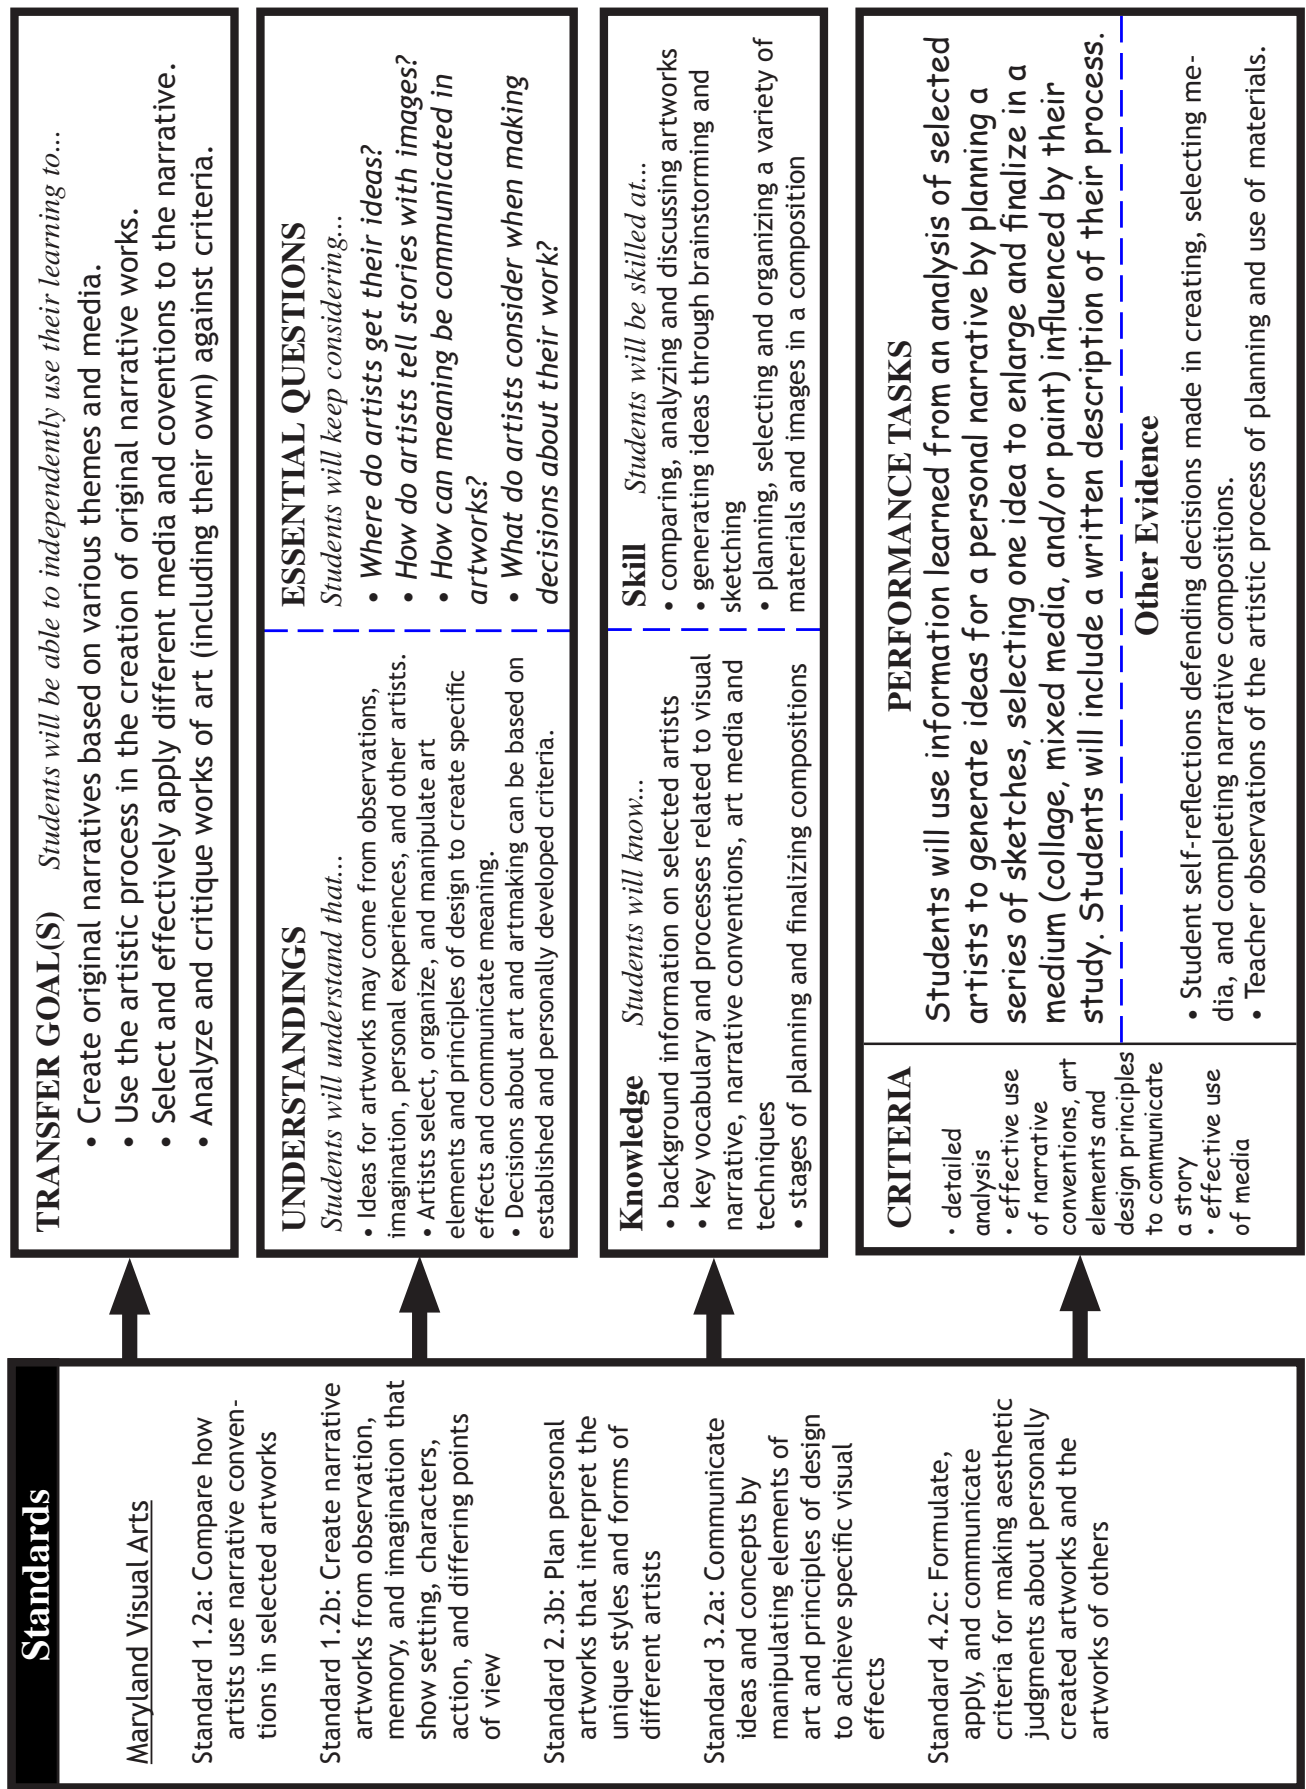 Standards
Maryland Visual Arts
Standard 1.2a: Compare how
artists use narrative conven-
tions in selected artworks
Standard 1.2b: Create narrative
artworks from observation,
memory, and imagination that
show setting, characters,
action, and differing points
of view
Standard 2.3b: Plan personal
artworks that interpret the
unique styles and forms of
different artists
Standard 3.2a: Communicate
ideas and concepts by
manipulating elements of
art and principles of design
to achieve specific visual
effects
Standard 4.2c: Formulate,
apply, and communicate
criteria for making aesthetic
judgments about personally
created artworks and the
artworks of others
TRANSFER GOAL(S) Students will be able to independently use their learning to...
• Create original narratives based on various themes and media.
• Use the artistic process in the creation of original narrative works.
• Select and effectively apply different media and coventions to the narrative.
• Analyze and critique works of art (including their own) against criteria.
UNDERSTANDINGS
Students will understand that...
• Ideas for artworks may come from observations,
imagination, personal experiences, and other artists.
• Artists select, organize, and manipulate art
elements and principles of design to create specific
effects and communicate meaning.
• Decisions about art and artmaking can be based on
established and personally developed criteria.
ESSENTIAL QUESTIONS
Students will keep considering...
• Where do artists get their ideas?
• How do artists tell stories with images?
• How can meaning be communicated in
artworks?
• What do artists consider when making
decisions about their work?
Knowledge Students will know...
• background information on selected artists
• key vocabulary and processes related to visual
narrative, narrative conventions, art media and
techniques
• stages of planning and finalizing compositions
Skill Students will be skilled at...
• comparing, analyzing and discussing artworks
• generating ideas through brainstorming and
sketching
• planning, selecting and organizing a variety of
materials and images in a composition
CRITERIA
• detailed
analysis
• effective use
of narrative
conventions, art
elements and
design principles
to communicate
a story
• effective use
of media
PERFORMANCE TASKS
Students will use information learned from an analysis of selected
artists to generate ideas for a personal narrative by planning a
series of sketches, selecting one idea to enlarge and finalize in a
medium (collage, mixed media, and/or paint) influenced by their
study. Students will include a written description of their process.
Other Evidence
• Student self-reflections defending decisions made in creating, selecting me-
dia, and completing narrative compositions.
• Teacher observations of the artistic process of planning and use of materials.